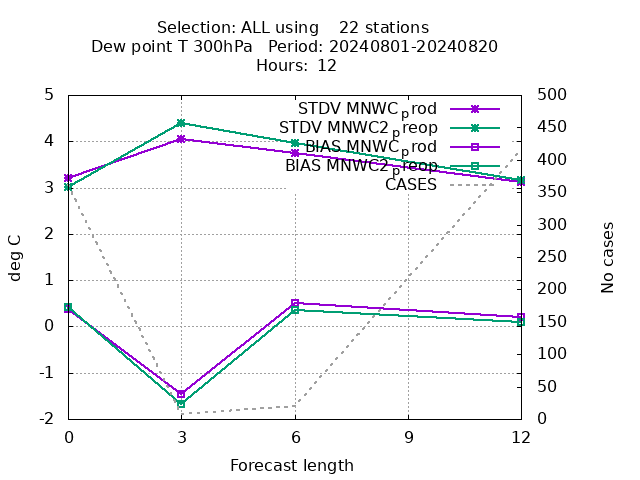 Selection: ALL using    22 stations
Dew point T 300hPa   Period: 20240801-20240820
Hours: 12
STDV MNWC_prod
STDV MNWC2_preop
BIAS MNWC_prod
BIAS MNWC2_preop
CASES
deg C
5
4
3
2
1
0
-1
-2
500
450
400
350
300
250
200
150
100
50
0
No cases
0 3 6 9 12
Forecast length